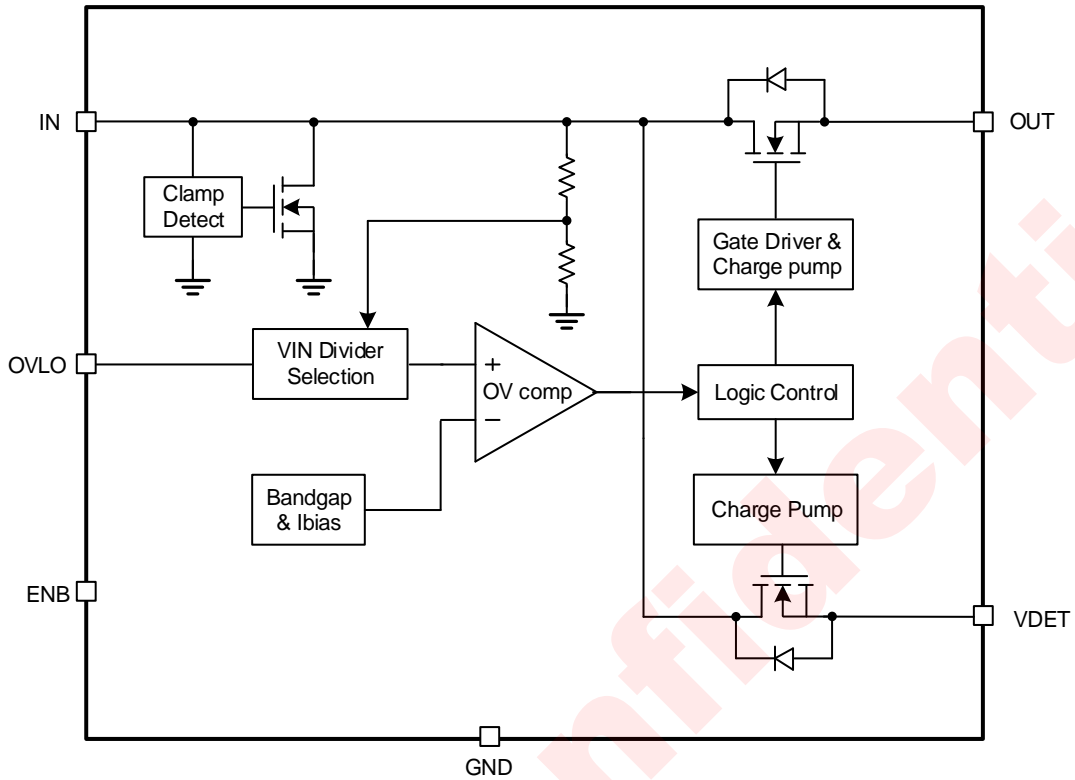 IN
OUT
Clamp
Detect
Gate Driver &
Charge pump
OVLO
VIN Divider
Selection
+
OV comp
−
Logic Control
Bandgap
& Ibias
Charge Pump
ENB
VDET
GND
nfidenti